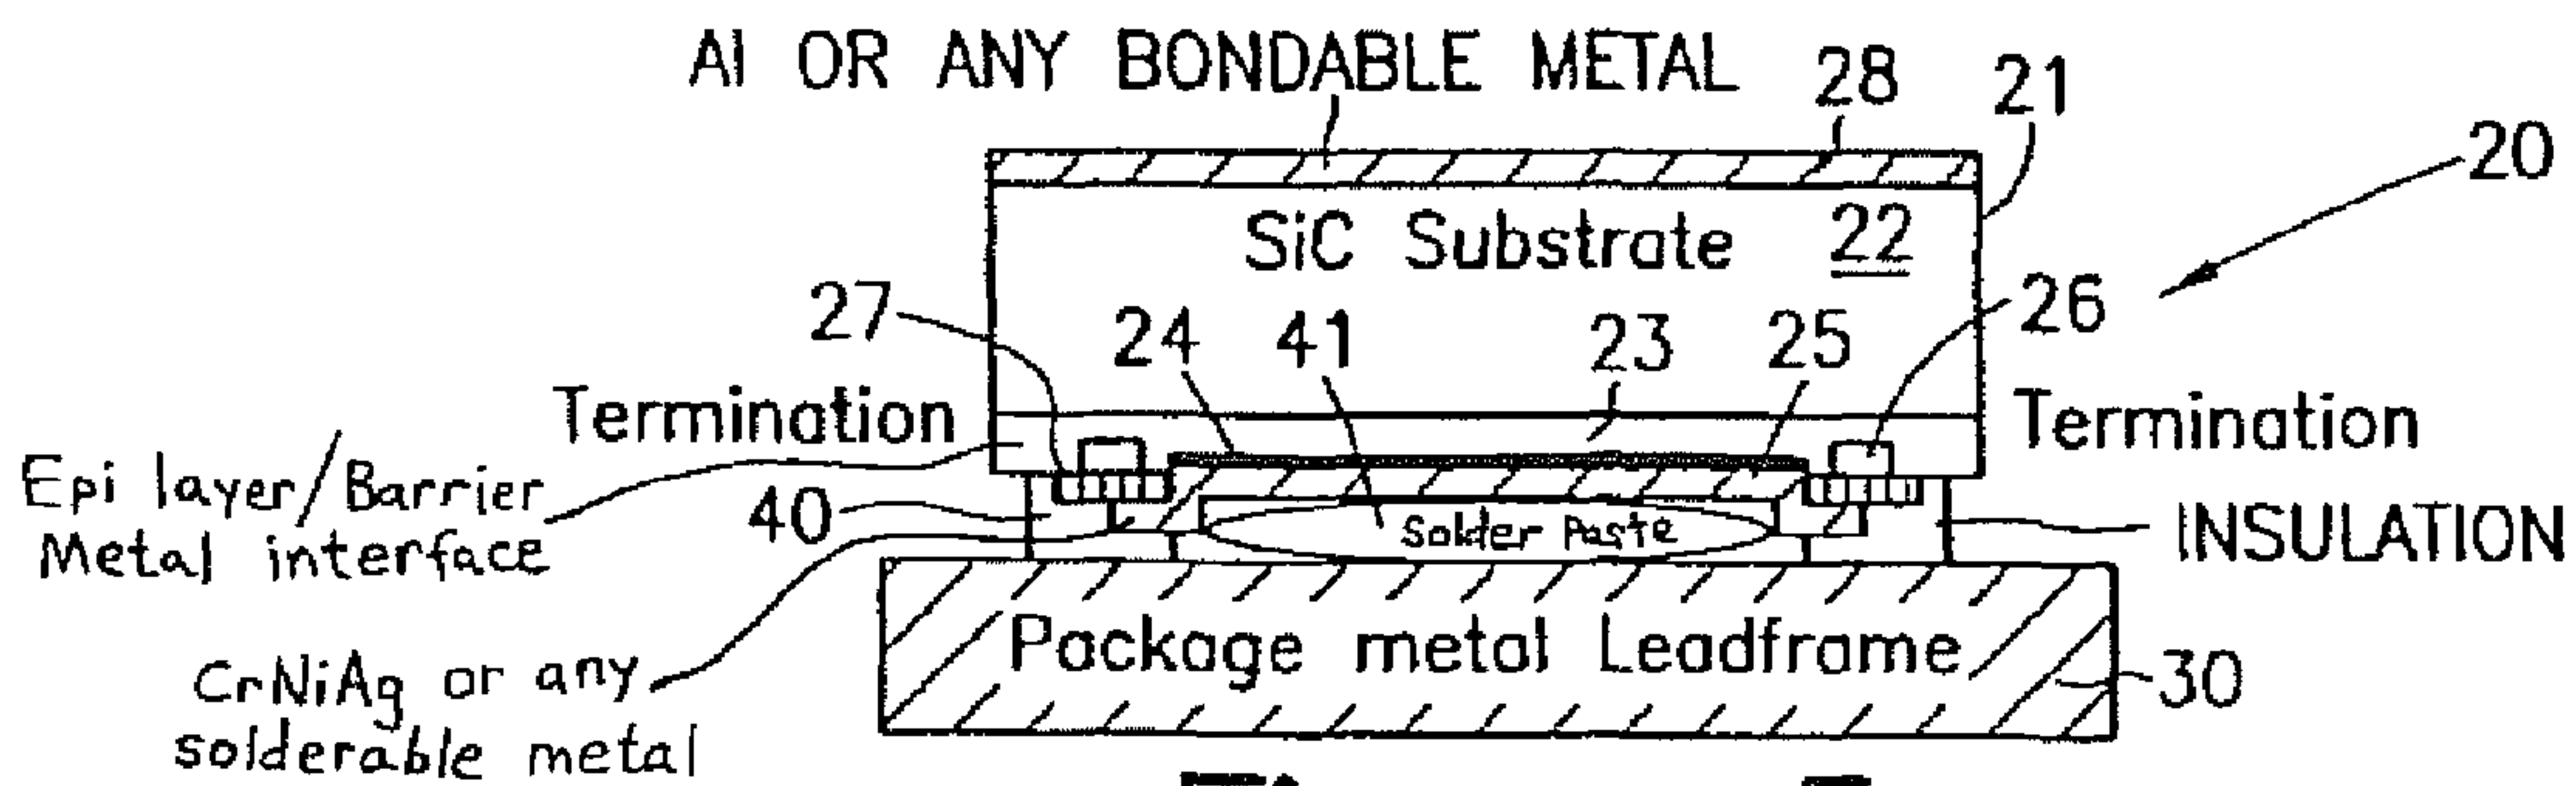 Al OR ANY BONDABLE METAL
28
21
20
SiC Substrate 22
27
24
41
23
25
26
Termination
Termination
Epi layer/Barrier
Metal interface
40
Solder Paste
INSULATION
Package metal Leadframe
30
CrNiAg or any
solderable metal